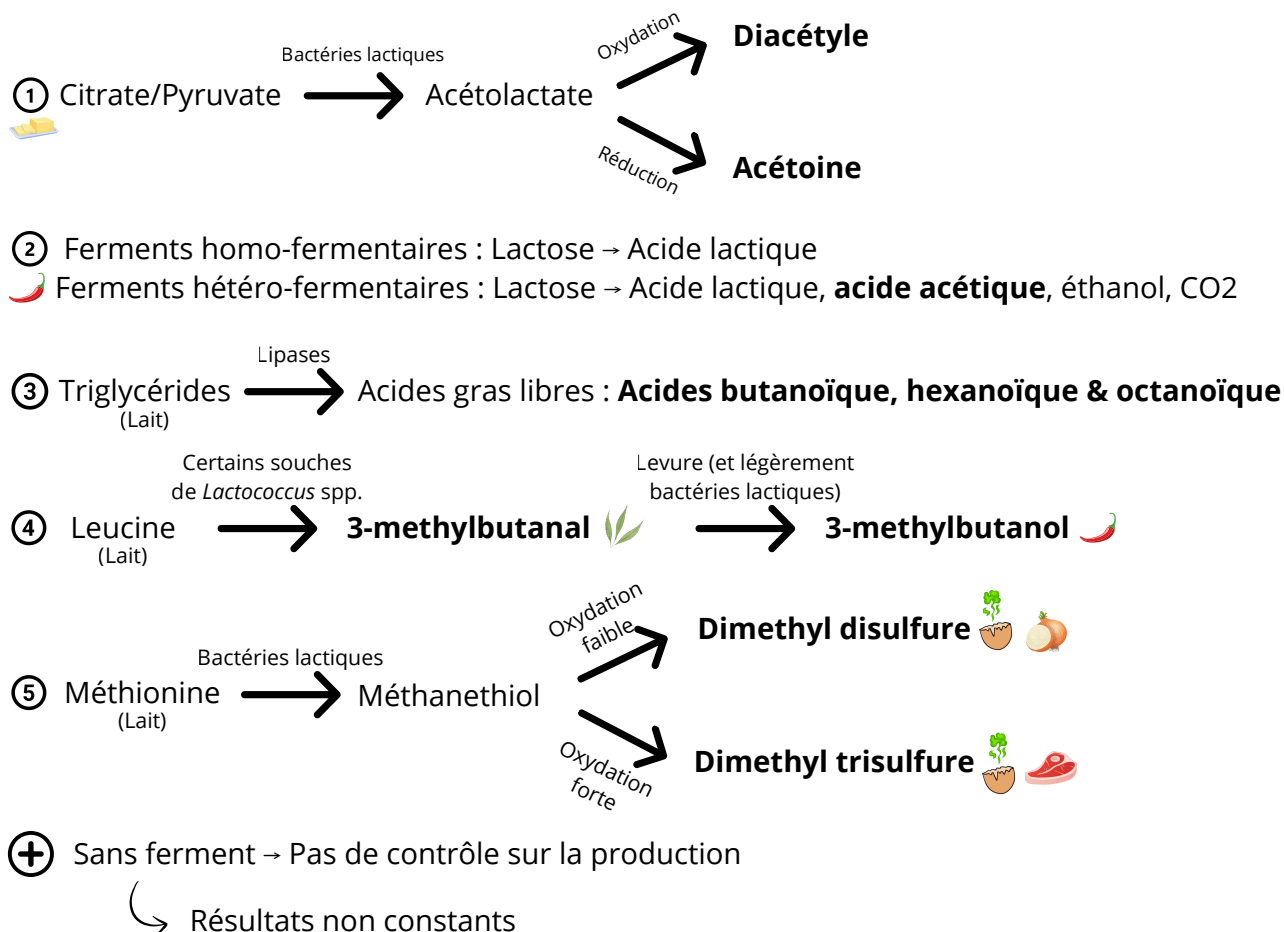 Bactéries lactiques
Oxydation
Diacétyle
1 Citrate/Pyruvate
Acétolactate
Réduction
Acétoine
2 Ferments homo-fermentaires : Lactose → Acide lactique
Ferments hétéro-fermentaires : Lactose → Acide lactique, acide acétique, éthanol, CO2
Lipases
3 Triglycérides
Acides gras libres : Acides butanoïque, hexanoïque & octanoïque
(Lait)
Certains souches
de Lactococcus spp.
Levure (et légèrement
bactéries lactiques)
4 Leucine
3-methylbutanal
3-methylbutanol
(Lait)
Oxydation
faible
Dimethyl disulfure
Bactéries lactiques
5 Méthionine
Méthanethiol
(Lait)
Oxydation
forte
Dimethyl trisulfure
+ Sans ferment → Pas de contrôle sur la production
Résultats non constants